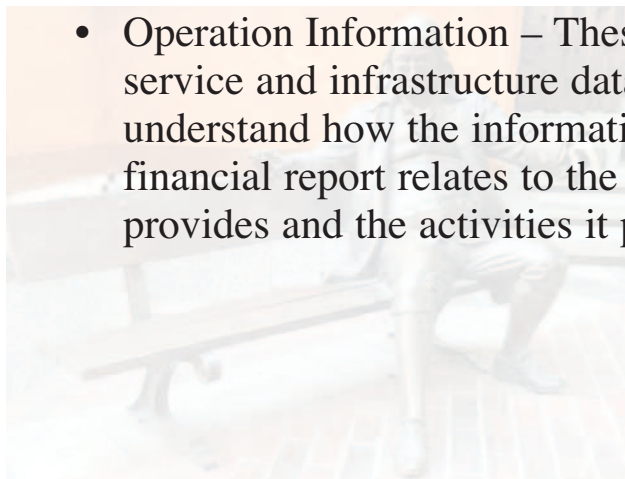 • Operation Information – Thes
service and infrastructure data
understand how the informati
financial report relates to the
provides and the activities it p